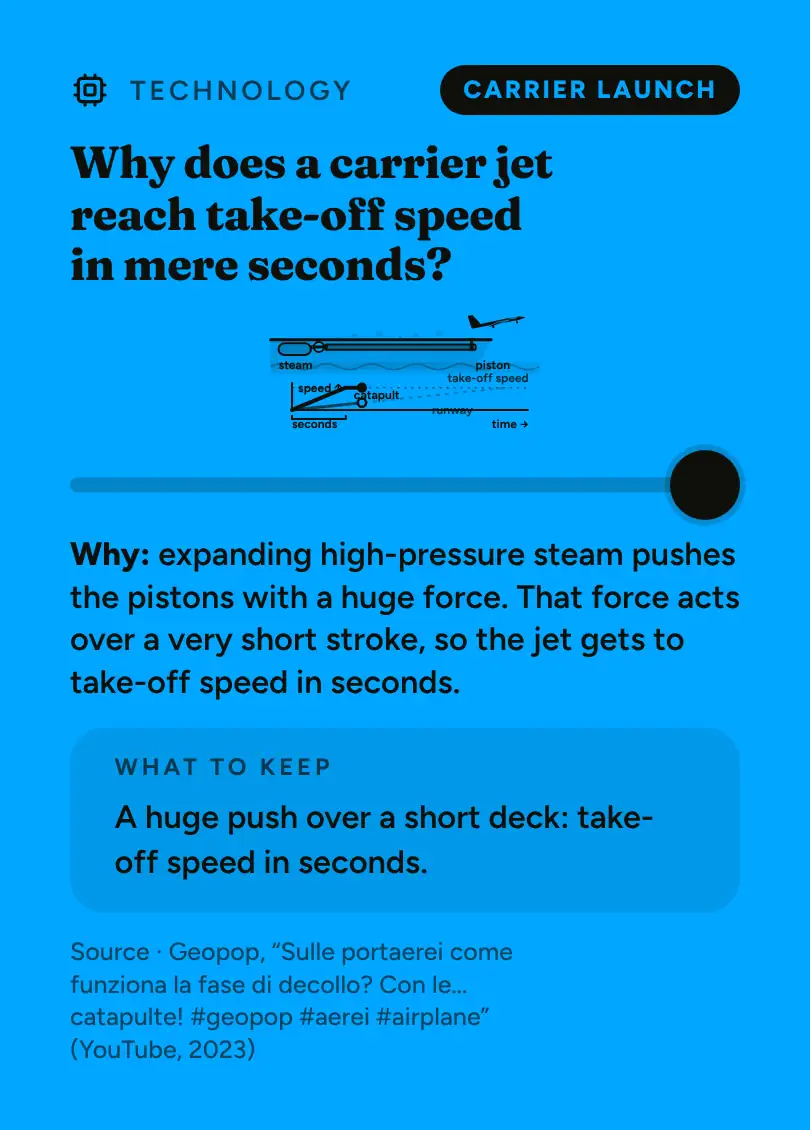 TECHNOLOGY
CARRIER LAUNCH
Why does a carrier jet
reach take-off speed
in mere seconds?
steam
piston
take-off speed
speed
catapult
runway
seconds
time →
Why: expanding high-pressure steam pushes
the pistons with a huge force. That force acts
over a very short stroke, so the jet gets to
take-off speed in seconds.
WHAT TO KEEP
A huge push over a short deck: take-
off speed in seconds.
Source · Geopop, “Sulle portaerei come
funziona la fase di decollo? Con le…
catapulte! #geopop #aerei #airplane”
(YouTube, 2023)